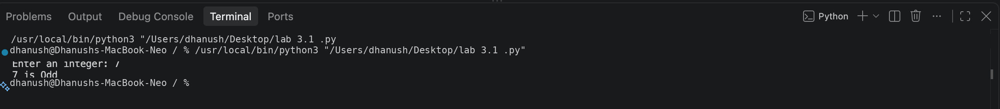 Problems Output Debug Console Terminal Ports Python
/usr/local/bin/python3 "/Users/dhanush/Desktop/lab 3.1 .py
dhanush@Dhanushs-MacBook-Neo / % /usr/local/bin/python3 "/Users/dhanush/Desktop/lab 3.1 .py"
Enter an integer: 7
7 is Odd
dhanush@Dhanushs-MacBook-Neo / %